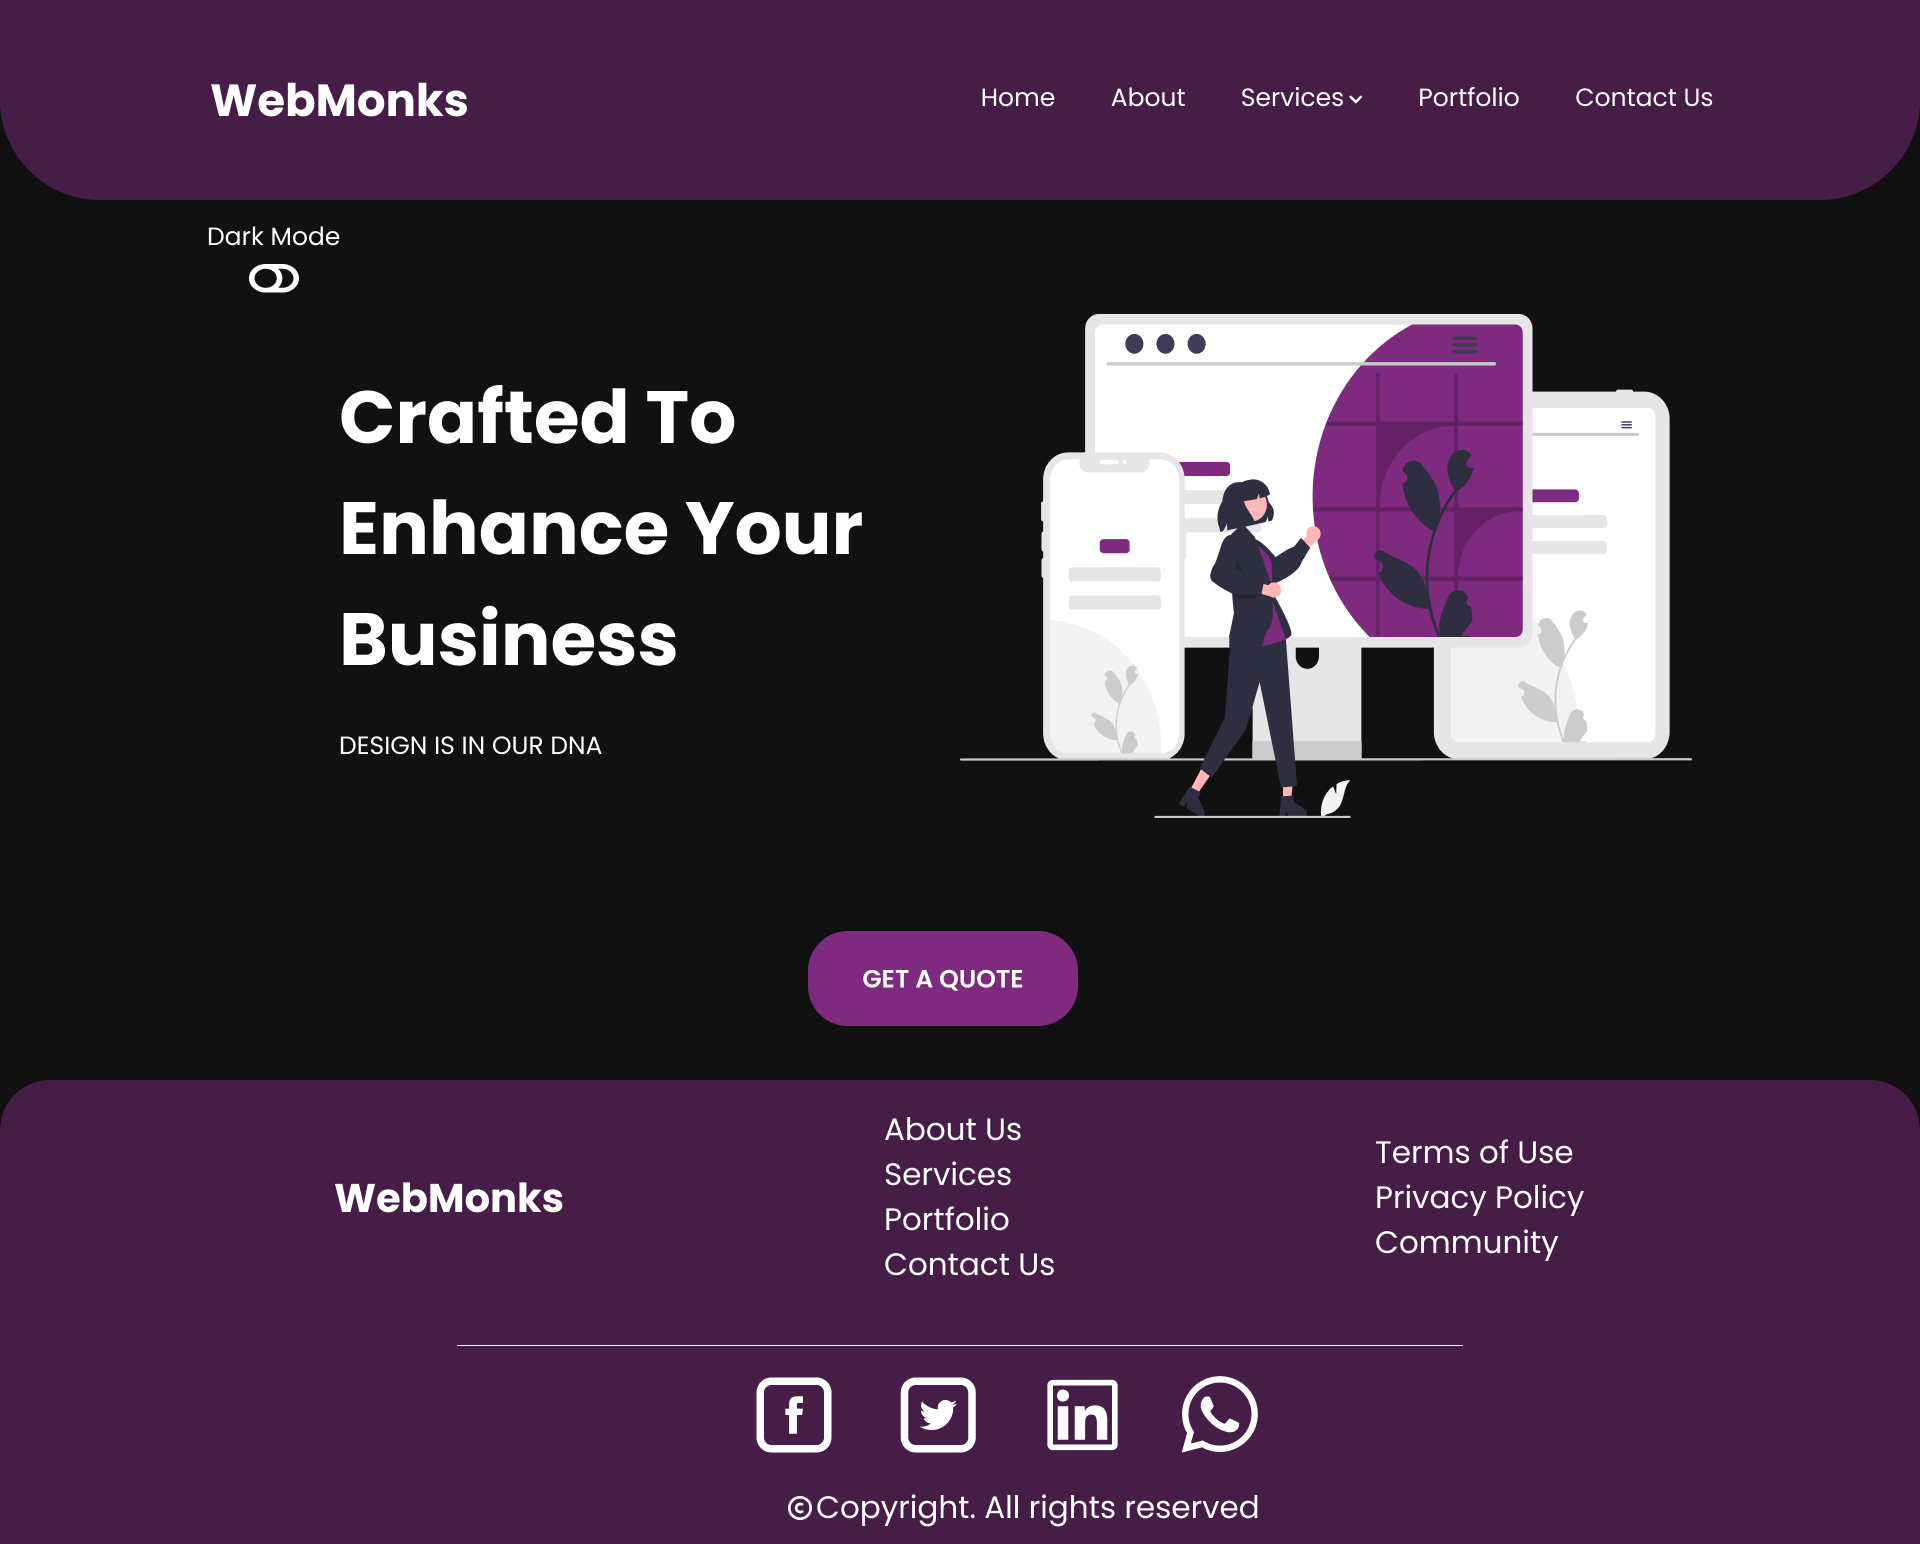 WebMonks
Home About Services Portfolio Contact Us
Dark Mode
Crafted To
Enhance Your
Business
DESIGN IS IN OUR DNA
GET A QUOTE
WebMonks
About Us
Services
Portfolio
Contact Us
Terms of Use
Privacy Policy
Community
f
in
©Copyright. All rights reserved